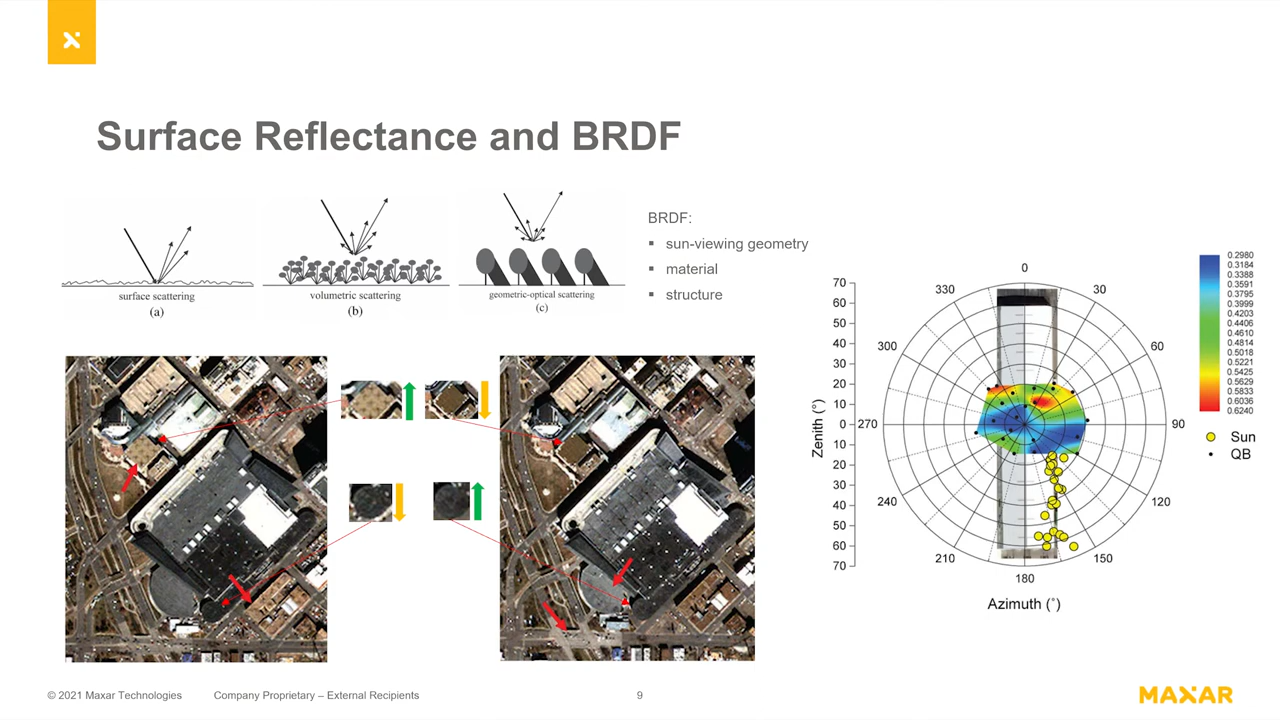 Surface Reflectance and BRDF
surface scattering
(a)
volumetric scattering
(b)
geometric-optical scattering
(c)
BRDF:
▪ sun-viewing geometry
▪ material
▪ structure
70
60
50
40
30
20
10
0
10
20
30
40
50
60
70
Zenith (°)
0
30
60
90
120
150
180
210
240
270
300
330
Azimuth (°)
0.2980
0.3184
0.3388
0.3591
0.3795
0.3999
0.4203
0.4406
0.4610
0.4814
0.5018
0.5221
0.5425
0.5629
0.5833
0.6036
0.6240
Sun
QB
© 2021 Maxar Technologies
Company Proprietary – External Recipients
9
MAXAR